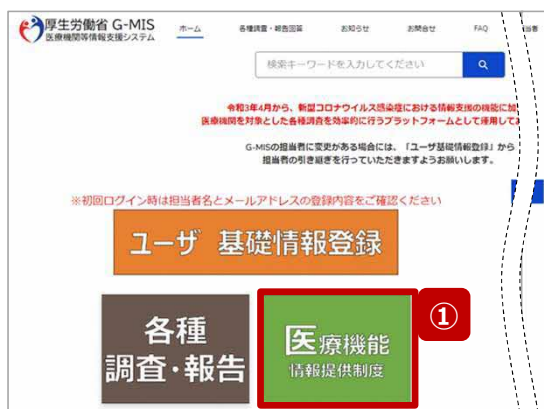 厚生労働省 G-MIS
医療機関等情報支援システム
ホーム 各種調査・報告回答 お知らせ お問合せ FAQ 当者
検索キーワードを入力してください
令和3年4月から、新型コロナウイルス感染症における情報支援の機能に加
医療機関を対象とした各種調査を効率的に行うプラットフォームとして運用してま
G-MISの担当者に変更がある場合には、「ユーザ基礎情報登録」から
担当者の引き継ぎを行っていただきますようお願いします。
※初回ログイン時は担当者名とメールアドレスの登録内容をご確認ください
ユーザ 基礎情報登録
各種
調査・報告
医療機能
情報提供制度
①